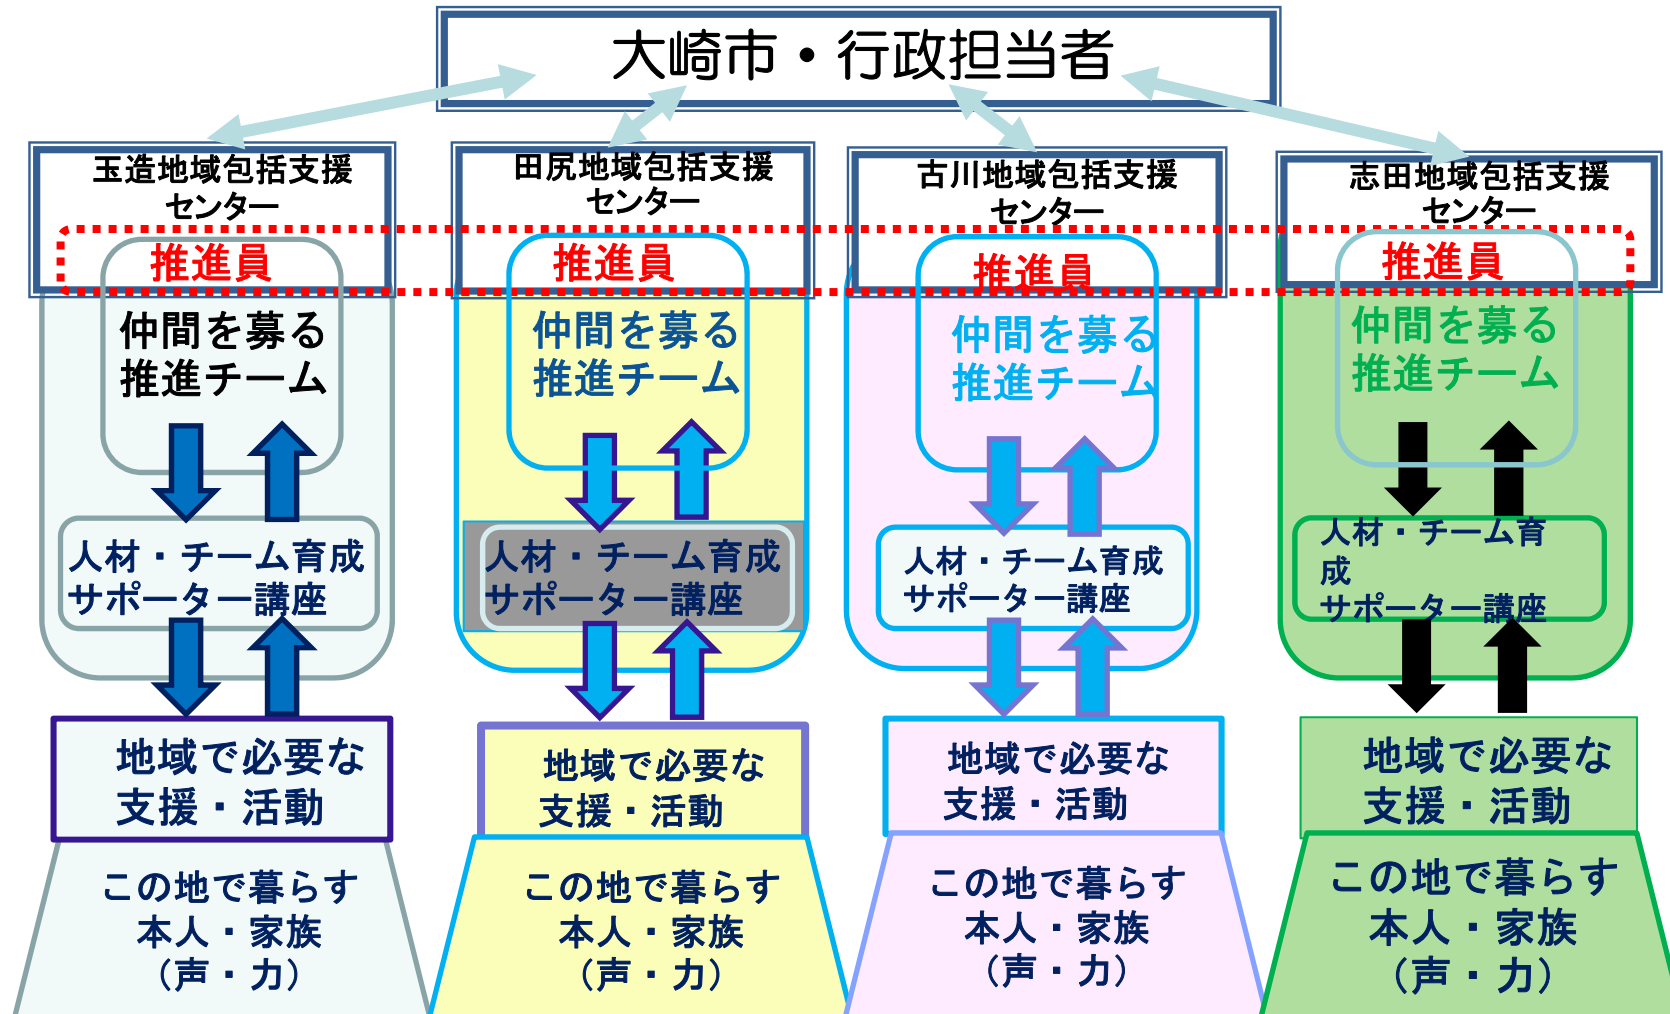 大崎市・行政担当者
玉造地域包括支援
センター
推進員
仲間を募る
推進チーム
人材・チーム育成
サポーター講座
地域で必要な
支援・活動
この地で暮らす
本人・家族
（声・力）
田尻地域包括支援
センター
推進員
仲間を募る
推進チーム
人材・チーム育成
サポーター講座
地域で必要な
支援・活動
この地で暮らす
本人・家族
（声・力）
古川地域包括支援
センター
推進員
仲間を募る
推進チーム
人材・チーム育成
サポーター講座
地域で必要な
支援・活動
この地で暮らす
本人・家族
（声・力）
志田地域包括支援
センター
推進員
仲間を募る
推進チーム
人材・チーム育
成
サポーター講座
地域で必要な
支援・活動
この地で暮らす
本人・家族
（声・力）